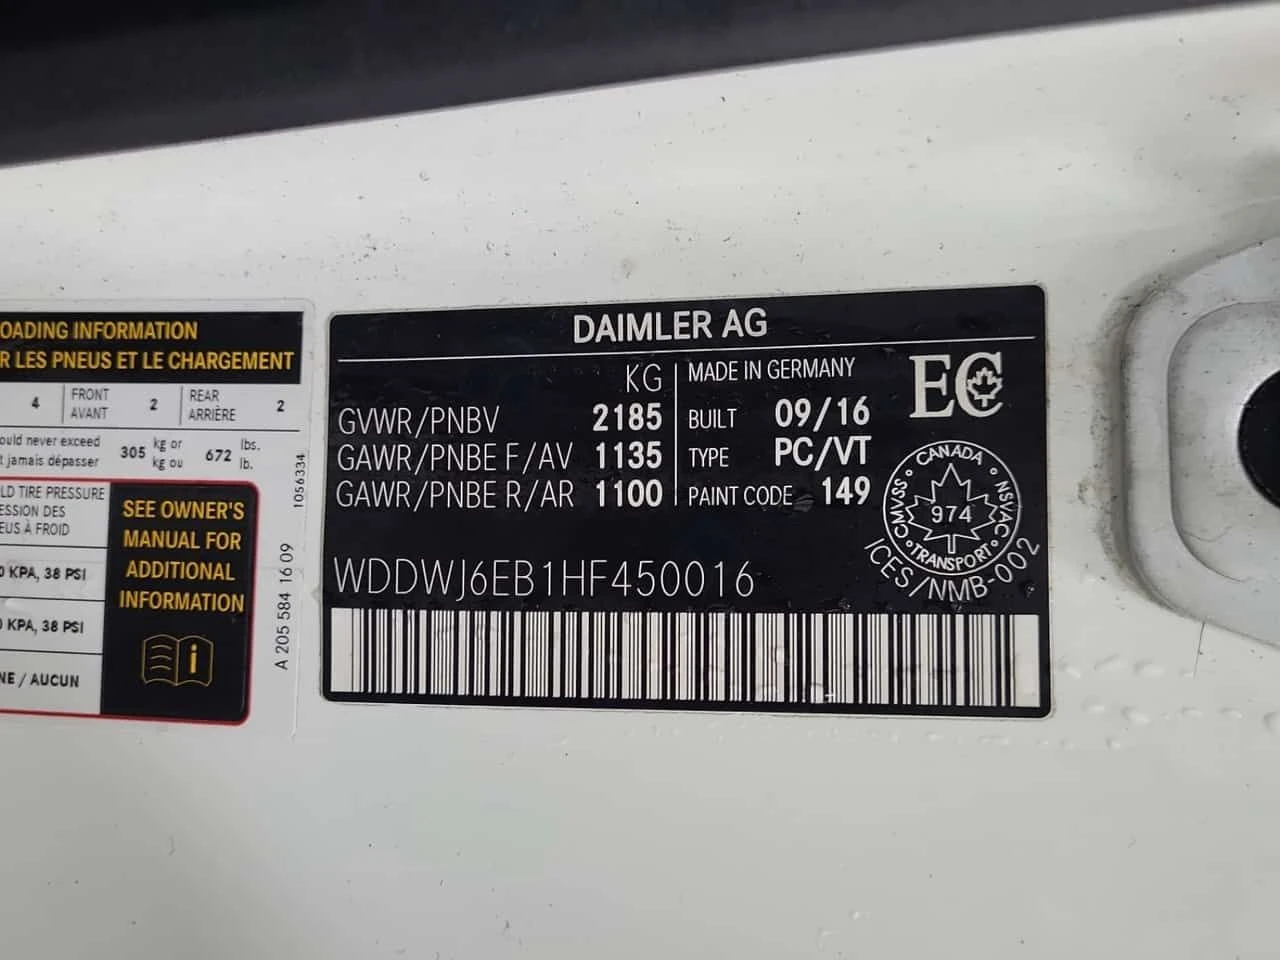 OADING INFORMATION
R LES PNEUS ET LE CHARGEMENT
4
FRONT
AVANT
2
REAR
ARRIÈRE
2
ould never exceed
t jamais dépasser
305
kg or
kg ou
672
lbs.
lb.
LD TIRE PRESSURE
ESSION DES
EUS À FROID
0 KPA, 38 PSI
0 KPA, 38 PSI
NE / AUCUN
SEE OWNER'S
MANUAL FOR
ADDITIONAL
INFORMATION
i
A 205 584 16 09
1056334
DAIMLER AG
KG
GVWR/PNBV 2185
GAWR/PNBE F/AV 1135
GAWR/PNBE R/AR 1100
MADE IN GERMANY
BUILT 09/16
TYPE PC/VT
PAINT CODE 149
EC
CANADA
CMVSS
NSVAC
974
TRANSPORT
ICES/NMB-002
WDDWJ6EB1HF450016